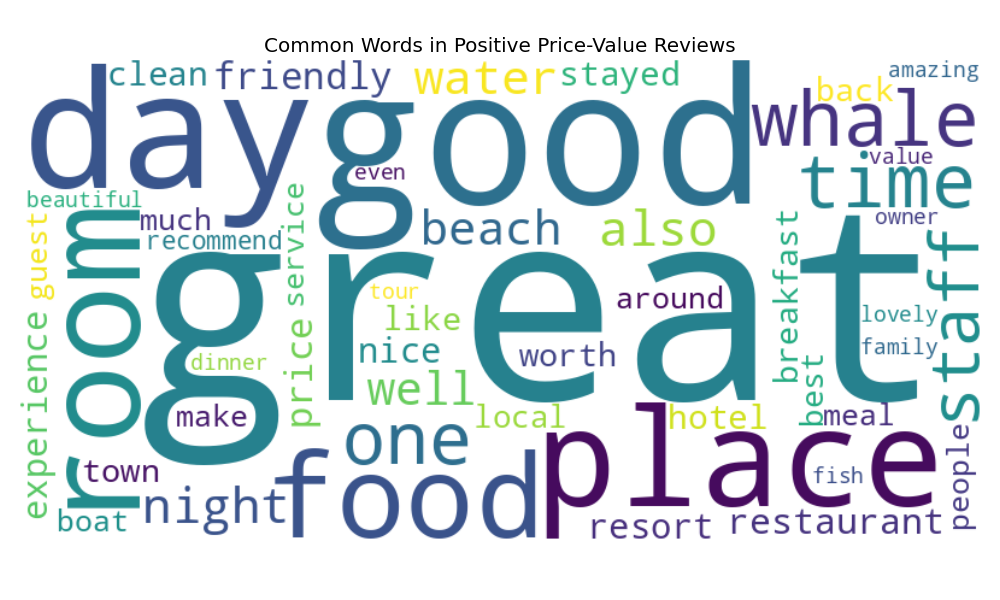 Common Words in Positive Price-Value Reviews
clean
friendly
water
stayed
amazing
back
day
good
whale
value
time
even
beautiful
much
recommend
beach
also
owner
guest
service
room
great
breakfast
staff
tour
around
like
lovely
experience
price
nice
worth
family
dinner
well
best
make
local
hotel
meal
one
place
town
people
night
food
fish
boat
resort
restaurant